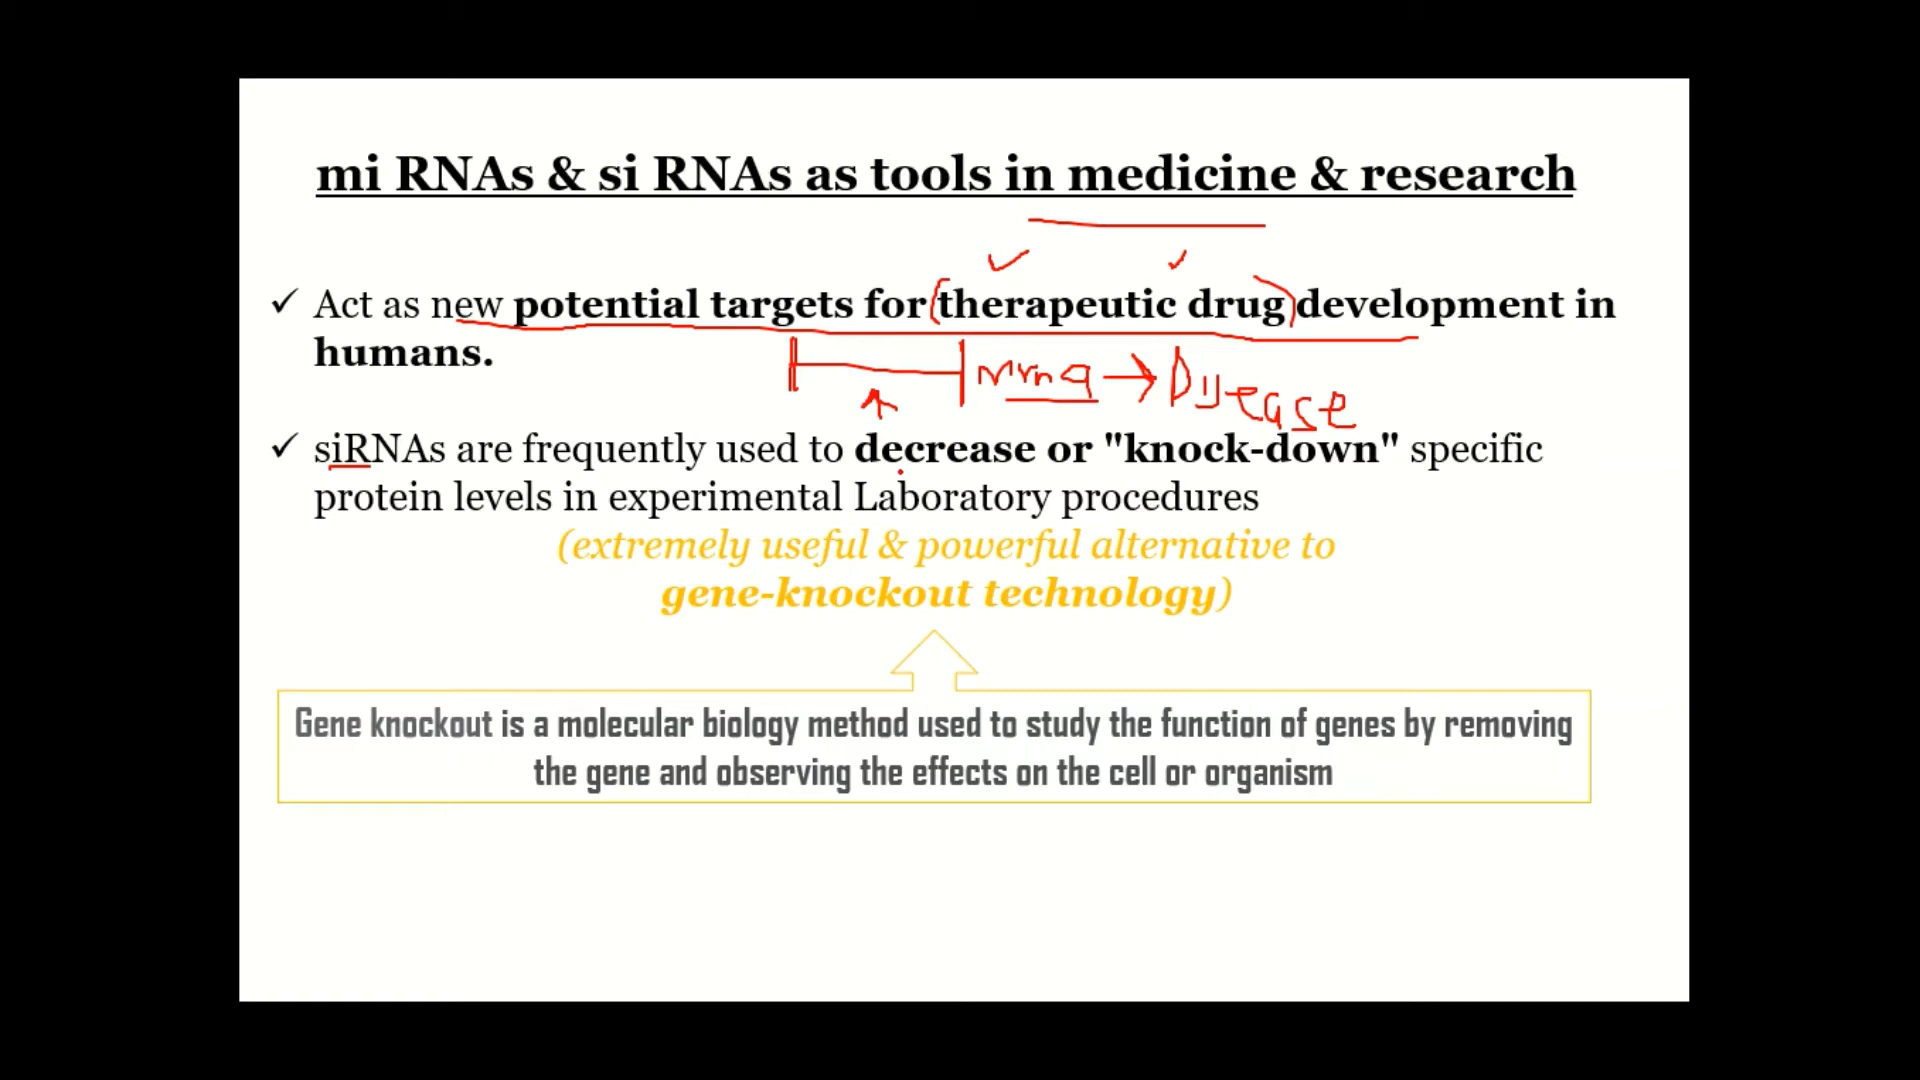 mi RNAs & si RNAs as tools in medicine & research
✓ Act as new potential targets for (therapeutic drug) development in
humans.
mrna → Disease
✓ siRNAs are frequently used to decrease or "knock-down" specific
protein levels in experimental Laboratory procedures
(extremely useful & powerful alternative to
gene-knockout technology)
Gene knockout is a molecular biology method used to study the function of genes by removing
the gene and observing the effects on the cell or organism